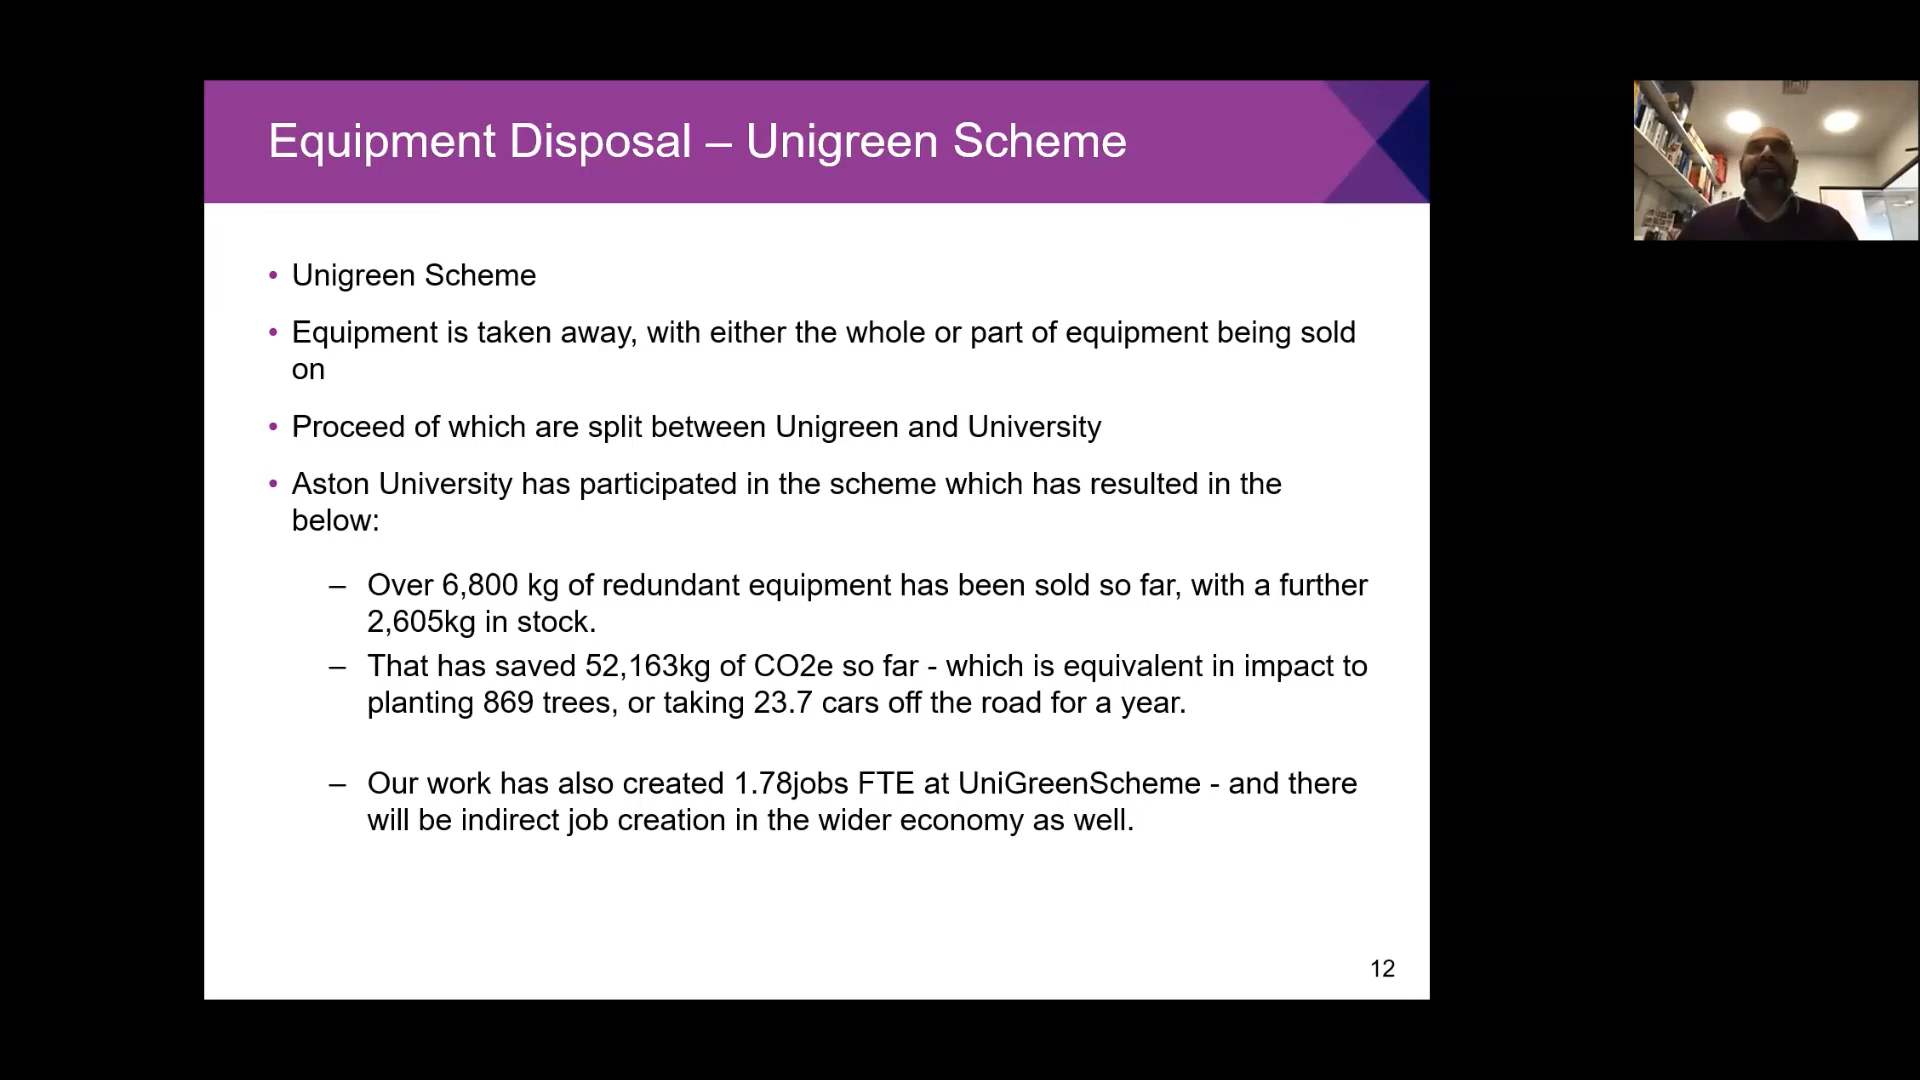 Equipment Disposal – Unigreen Scheme
• Unigreen Scheme
• Equipment is taken away, with either the whole or part of equipment being sold
on
• Proceed of which are split between Unigreen and University
• Aston University has participated in the scheme which has resulted in the
below:
– Over 6,800 kg of redundant equipment has been sold so far, with a further
2,605kg in stock.
– That has saved 52,163kg of CO2e so far - which is equivalent in impact to
planting 869 trees, or taking 23.7 cars off the road for a year.
– Our work has also created 1.78jobs FTE at UniGreenScheme - and there
will be indirect job creation in the wider economy as well.
12